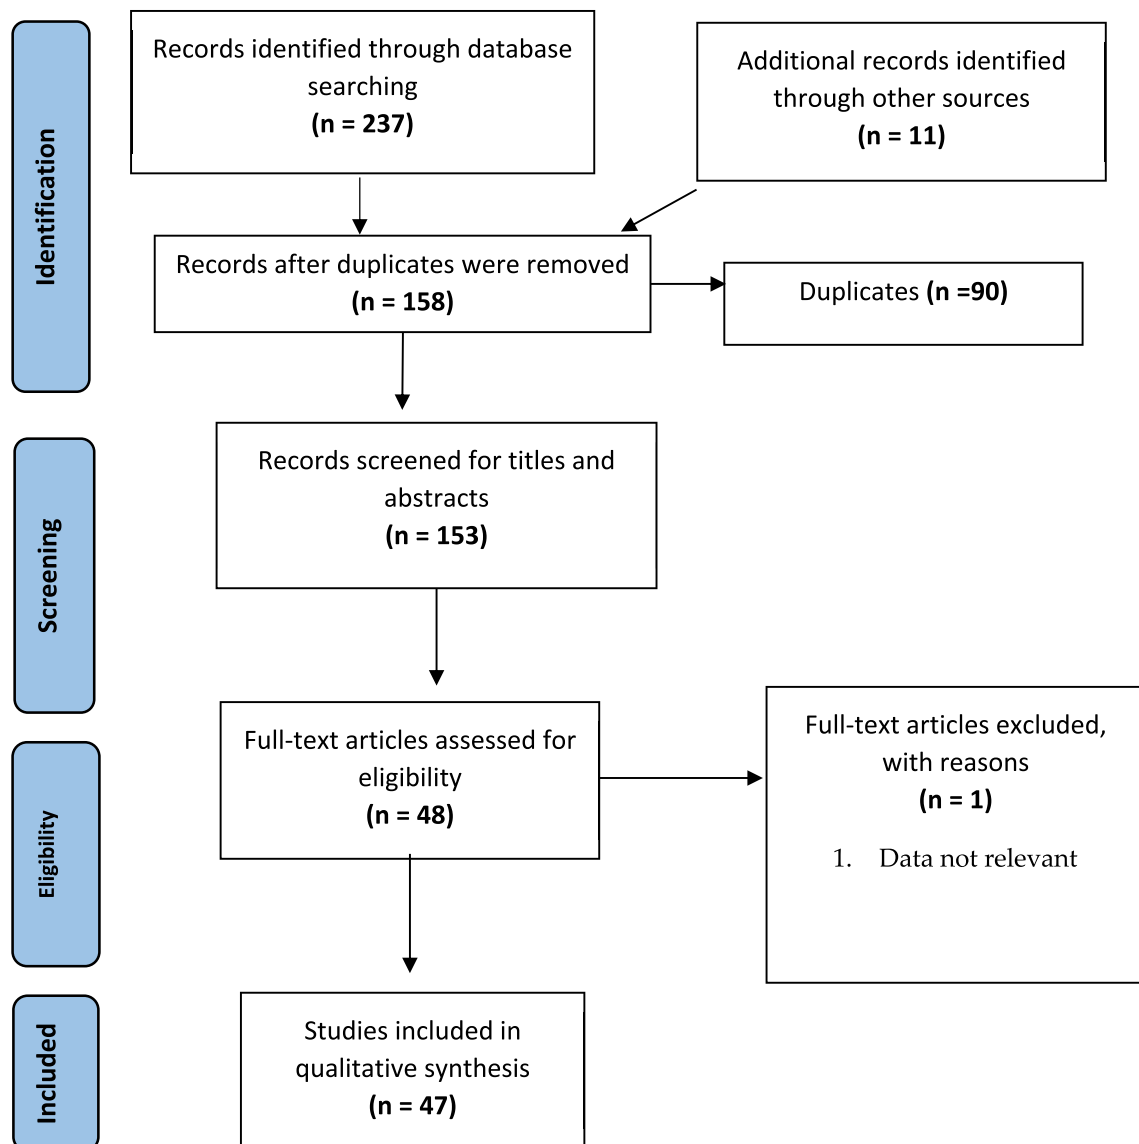 Identification
Records identified through database
searching
(n = 237)
Additional records identified
through other sources
(n = 11)
Records after duplicates were removed
(n = 158)
Duplicates (n =90)
Screening
Records screened for titles and
abstracts
(n = 153)
Eligibility
Full-text articles assessed for
eligibility
(n = 48)
Full-text articles excluded,
with reasons
(n = 1)
1. Data not relevant
Included
Studies included in
qualitative synthesis
(n = 47)